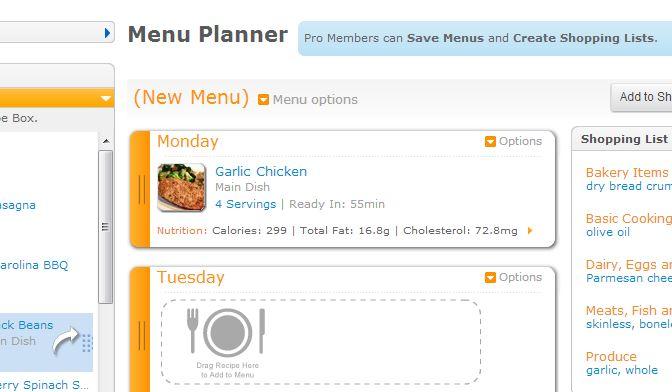 Menu Planner
Pro Members can Save Menus and Create Shopping Lists.
(New Menu)
Menu options
Add to Sh
e Box.
asagna
arolina BBQ
ck Beans
n Dish
erry Spinach S...
Monday
Options
Garlic Chicken
Main Dish
4 Servings | Ready In: 55min
Nutrition: Calories: 299 | Total Fat: 16.8g | Cholesterol: 72.8mg
Tuesday
Options
Drag Recipe Here
to Add to Menu
Shopping List
Bakery Items
dry bread crum
Basic Cooking
olive oil
Dairy, Eggs an
Parmesan chee
Meats, Fish an
skinless, bonele
Produce
garlic, whole